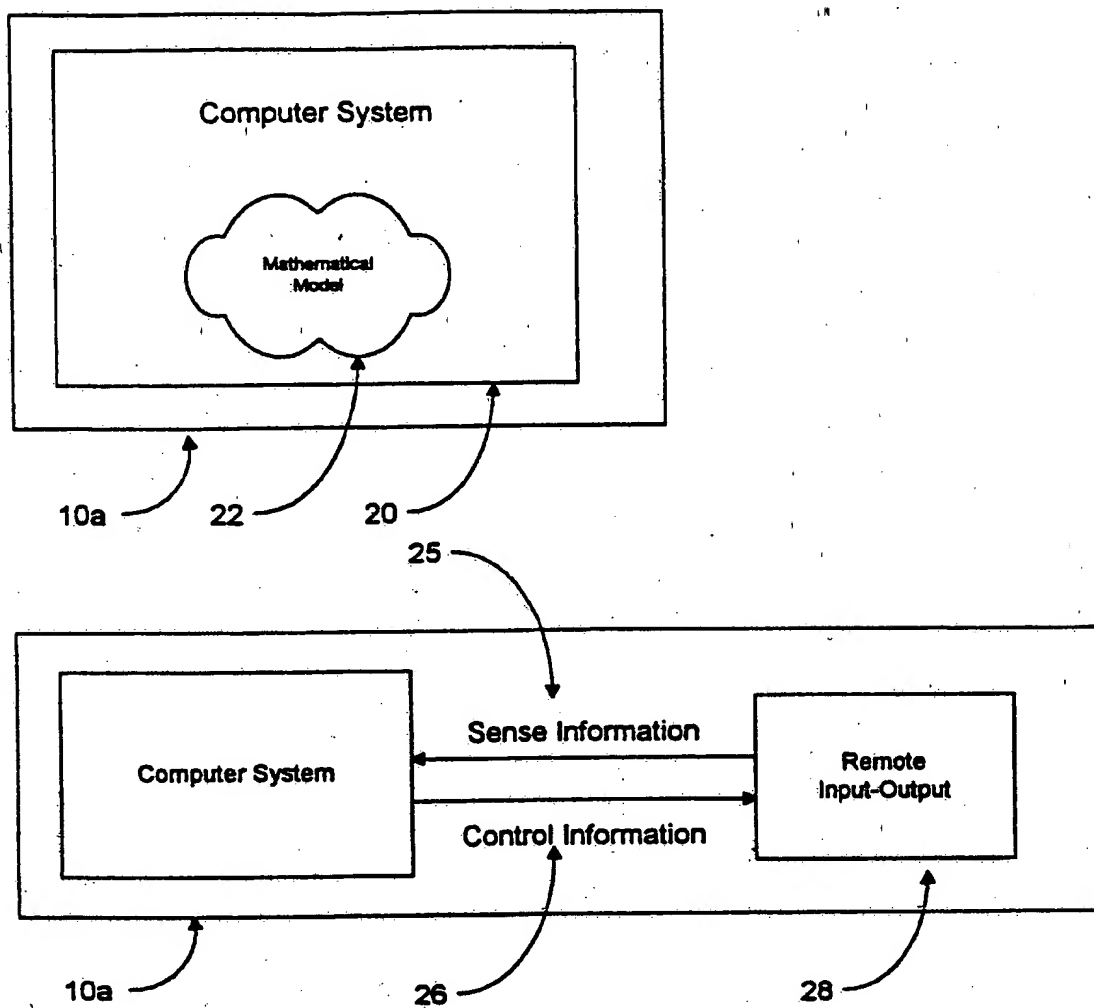 Computer System
Mathematical
Model
10a
22
20
25
Sense Information
Computer System
Remote
Input-Output
Control Information
10a
26
28